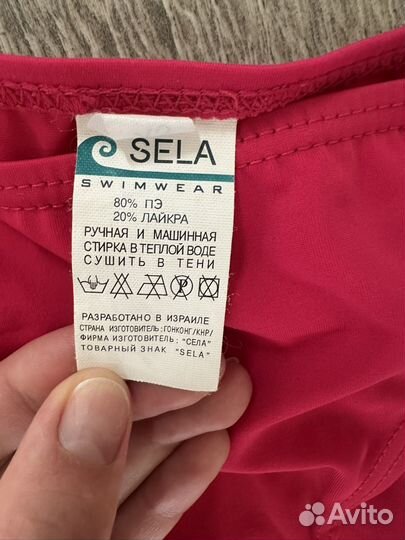 SELA
SWIMWEAR
80% ПЭ
20% ЛАЙКРА
РУЧНАЯ И МАШИННАЯ
СТИРКА В ТЕПЛОЙ ВОДЕ
СУШИТЬ В ТЕНИ
РАЗРАБОТАНО В ИЗРАИЛЕ
СТРАНА ИЗГОТОВИТЕЛЬ: ГОНКОНГ/КНР/
ФИРМА ИЗГОТОВИТЕЛЬ: "СЕЛА"
ТОВАРНЫЙ ЗНАК "SELA"
Avito